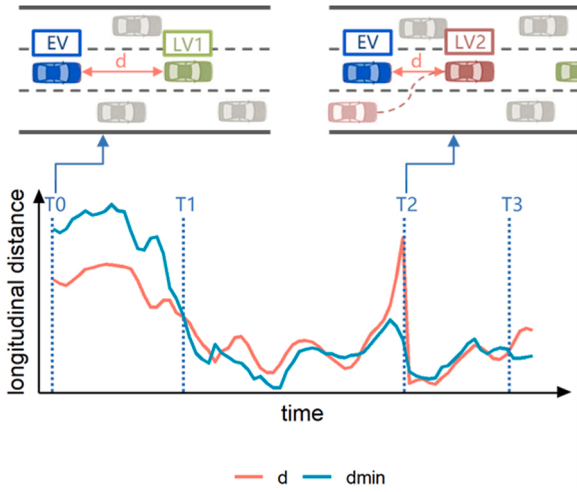 EV
LV1
d
EV
LV2
d
T0
T1
T2
T3
longitudinal distance
time
d
dmin